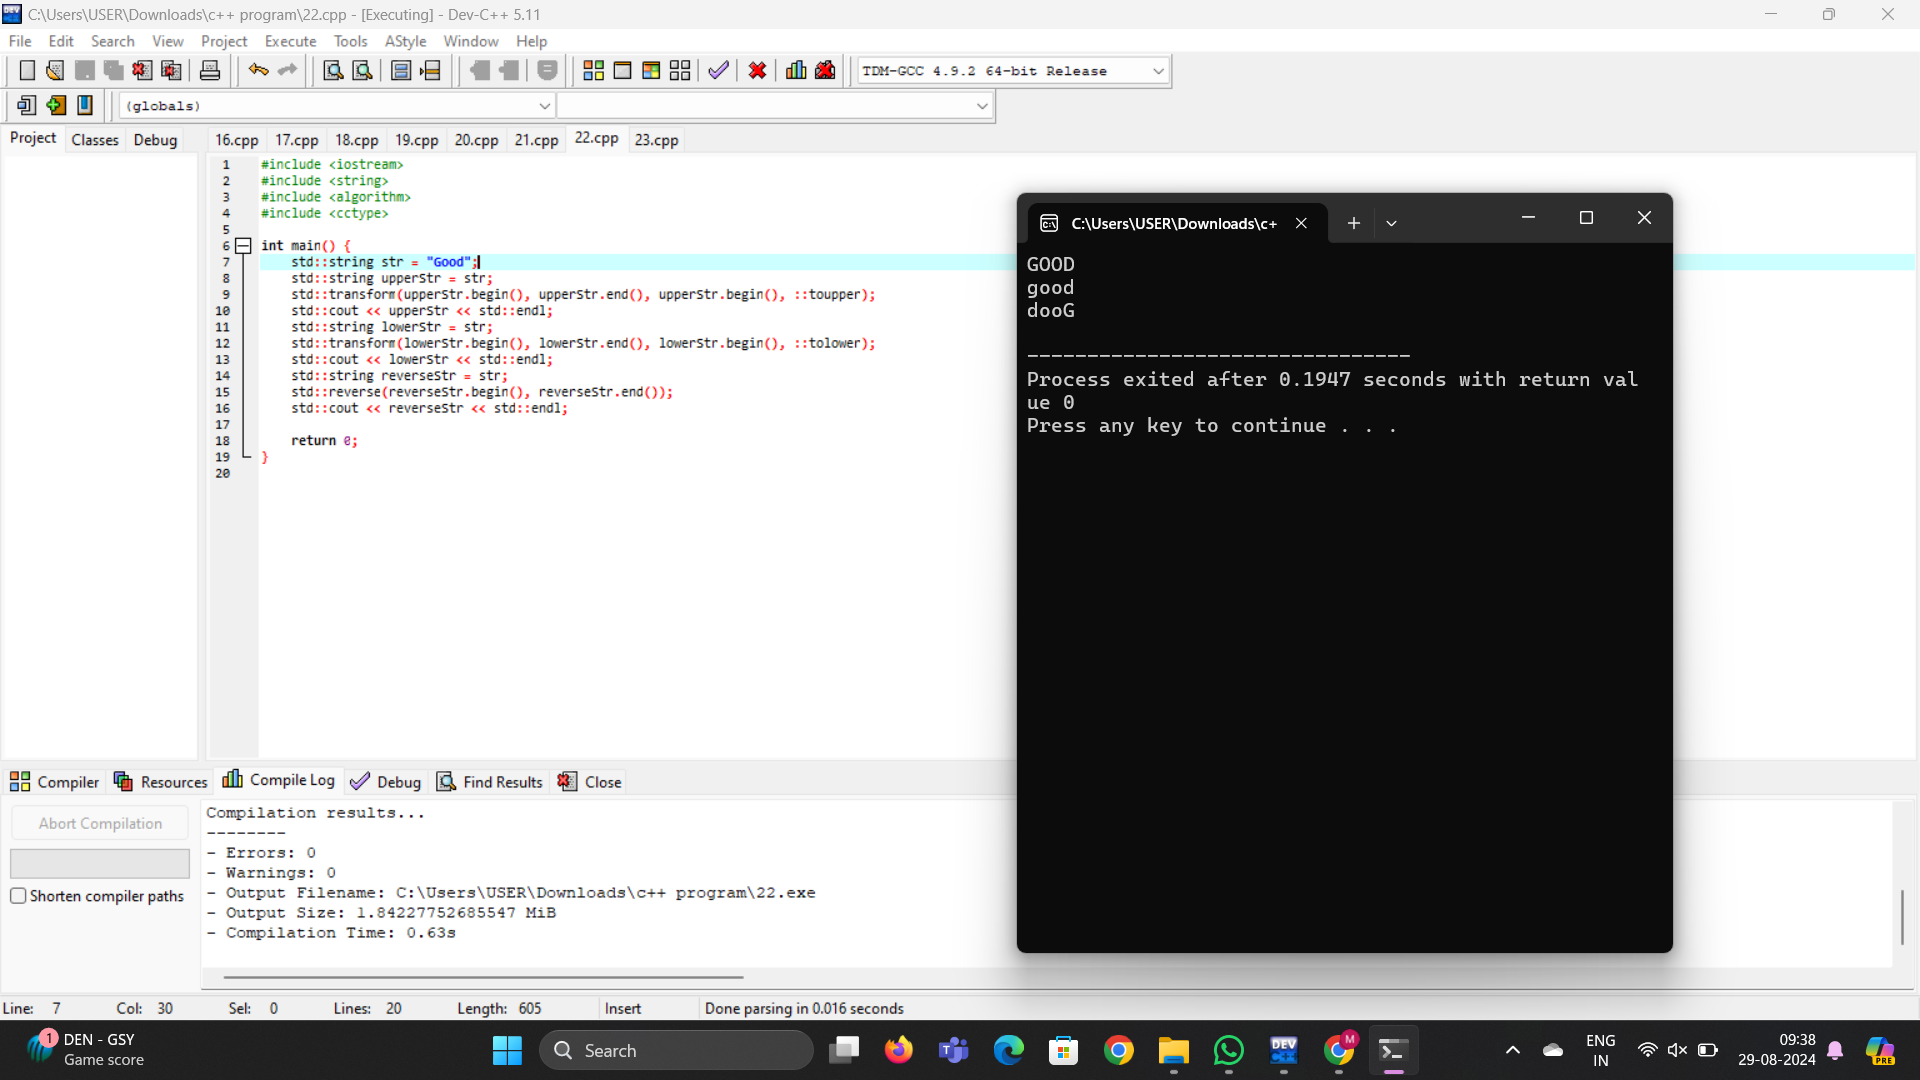 C:\Users\USER\Downloads\c++ program\22.cpp - [Executing] - Dev-C++ 5.11
File Edit Search View Project Execute Tools AStyle Window Help
TDM-GCC 4.9.2 64-bit Release
(globals)
Project Classes Debug
16.cpp 17.cpp 18.cpp 19.cpp 20.cpp 21.cpp 22.cpp 23.cpp
1 #include <iostream>
2 #include <string>
3 #include <algorithm>
4 #include <cctype>
5
6 int main() {
7 std::string str = "Good";
8 std::string upperStr = str;
9 std::transform(upperStr.begin(), upperStr.end(), upperStr.begin(), ::toupper);
10 std::cout << upperStr << std::endl;
11 std::string lowerStr = str;
12 std::transform(lowerStr.begin(), lowerStr.end(), lowerStr.begin(), ::tolower);
13 std::cout << lowerStr << std::endl;
14 std::string reverseStr = str;
15 std::reverse(reverseStr.begin(), reverseStr.end());
16 std::cout << reverseStr << std::endl;
17
18 return 0;
19 }
20
C:\Users\USER\Downloads\c+
GOOD
good
dooG
--------------------------------
Process exited after 0.1947 seconds with return val
ue 0
Press any key to continue . . .
Compiler Resources Compile Log Debug Find Results Close
Abort Compilation
Shorten compiler paths
Compilation results...
--------
- Errors: 0
- Warnings: 0
- Output Filename: C:\Users\USER\Downloads\c++ program\22.exe
- Output Size: 1.84227752685547 MiB
- Compilation Time: 0.63s
Line: 7 Col: 30 Sel: 0 Lines: 20 Length: 605 Insert Done parsing in 0.016 seconds
1
DEN - GSY
Game score
Search
DEV
M
ENG
IN
09:38
29-08-2024
PRE